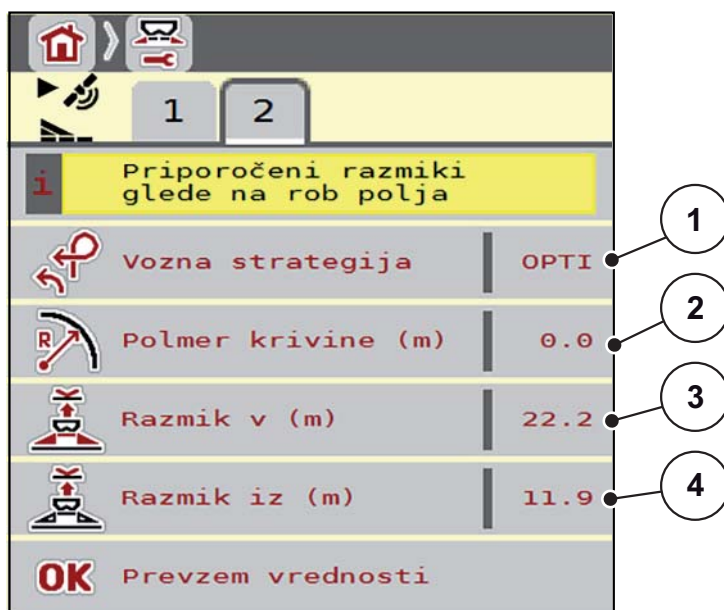 1
2
i
Priporočeni razmiki
glede na rob polja
Vozna strategija
OPTI
1
R
Polmer krivine (m)
0.0
2
Razmik v (m)
22.2
3
Razmik iz (m)
11.9
4
OK
Prevzem vrednosti